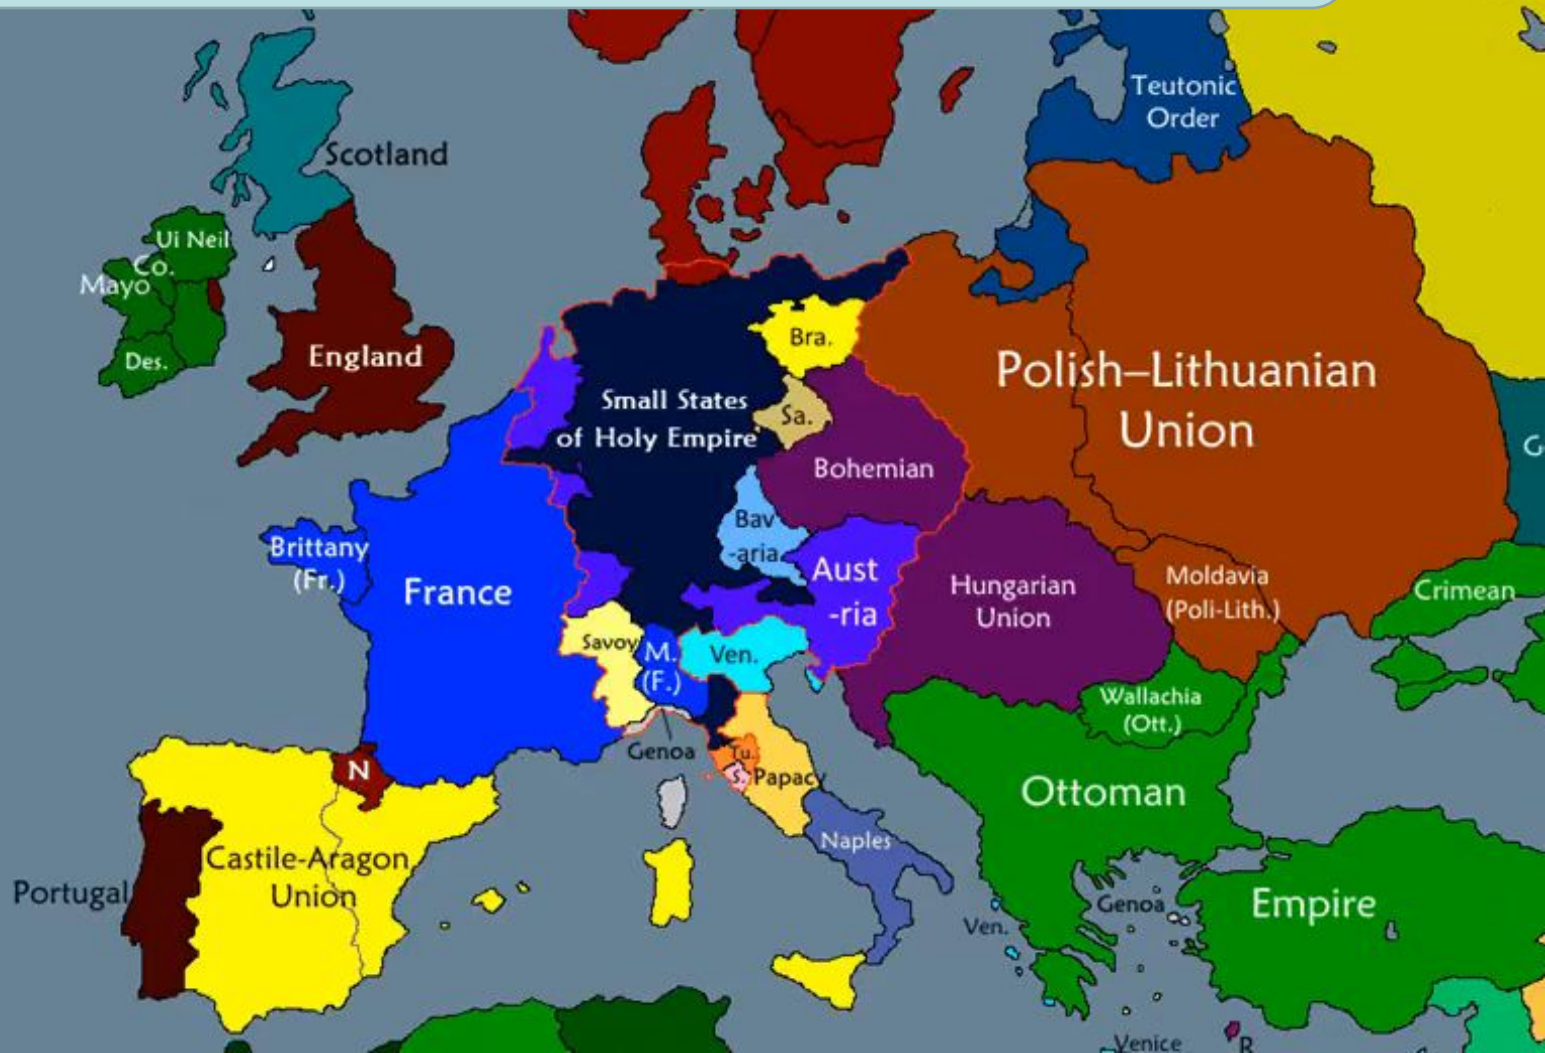 Teutonic
Order
Scotland
Ui Neil
Co.
Mayo
Des.
England
Bra.
Small States
of Holy Empire
Sa.
Polish–Lithuanian
Union
Bohemian
Bav
-aria
Aust
-ria
Brittany
(Fr.)
France
Hungarian
Union
Moldavia
(Poli-Lith.)
Crimean
G
Savoy
M.
(F.)
Ven.
Wallachia
(Ott.)
Genoa
Tu.
S.
Papacy
N
Ottoman
Empire
Naples
Castile-Aragon
Union
Portugal
Genoa
Ven.
Venice
R